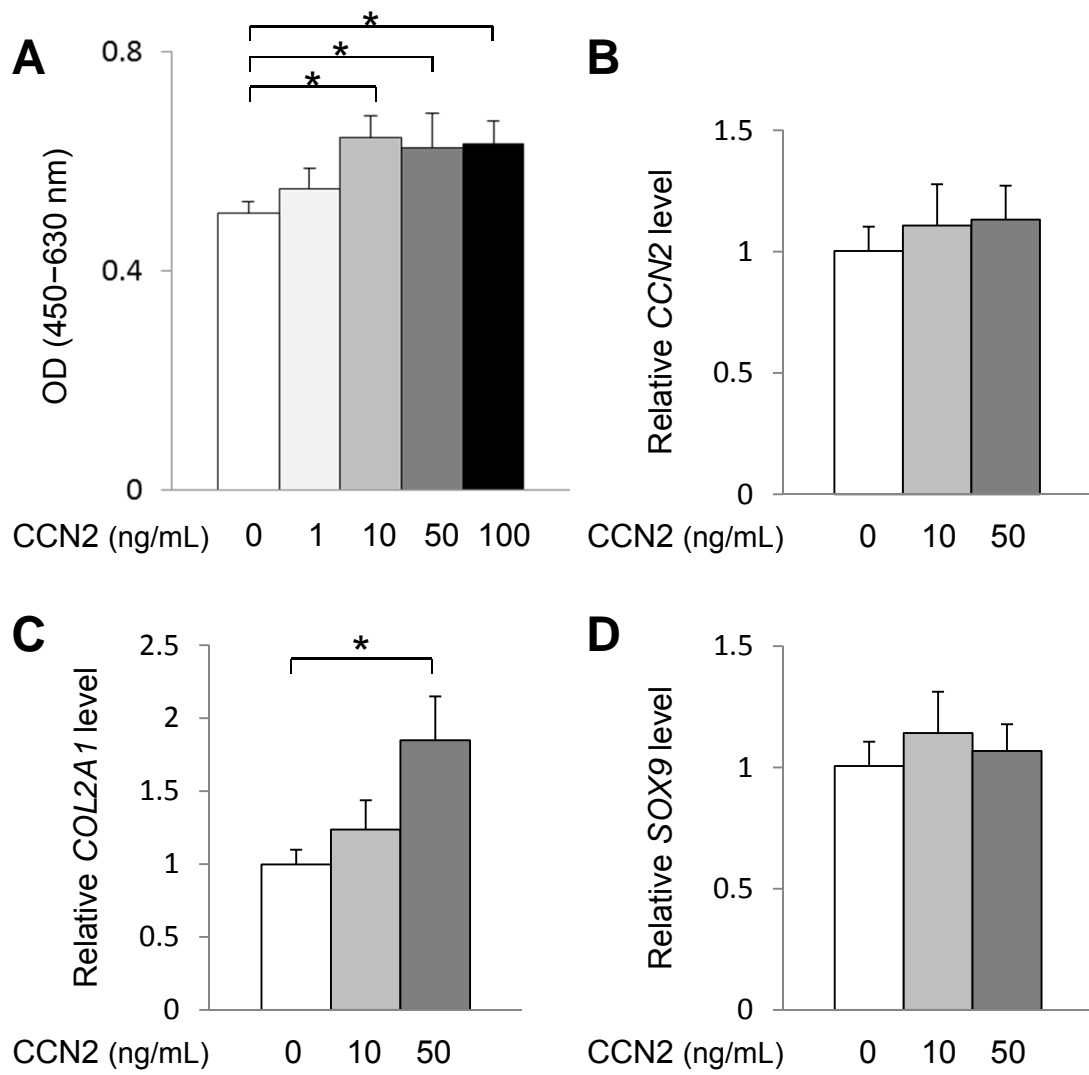 A
*
*
*
0.8
0.4
0
OD (450−630 nm)
CCN2 (ng/mL) 0 1 10 50 100
B
1.5
1
0.5
0
Relative CCN2 level
CCN2 (ng/mL) 0 10 50
C
*
2.5
2
1.5
1
0.5
0
Relative COL2A1 level
CCN2 (ng/mL) 0 10 50
D
1.5
1
0.5
0
Relative SOX9 level
CCN2 (ng/mL) 0 10 50